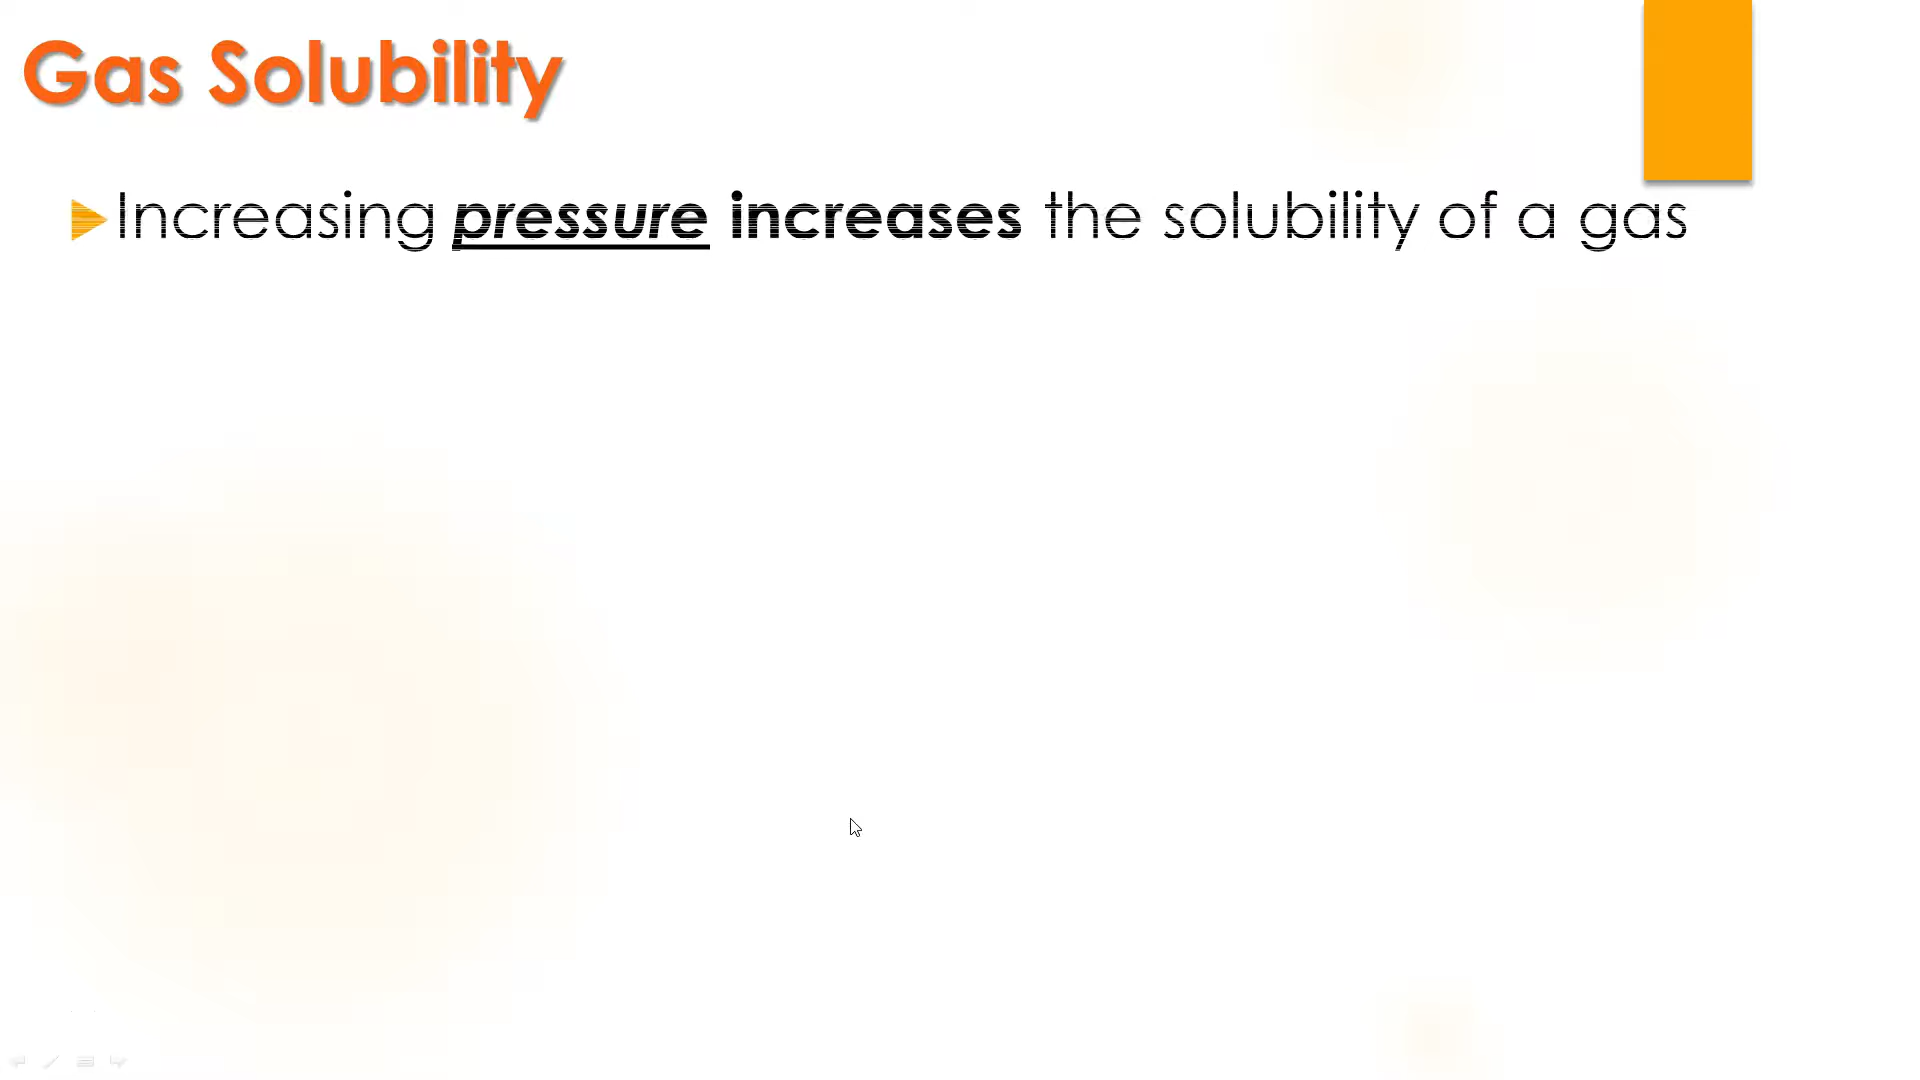 Gas Solubility
Increasing pressure increases the solubility of a gas